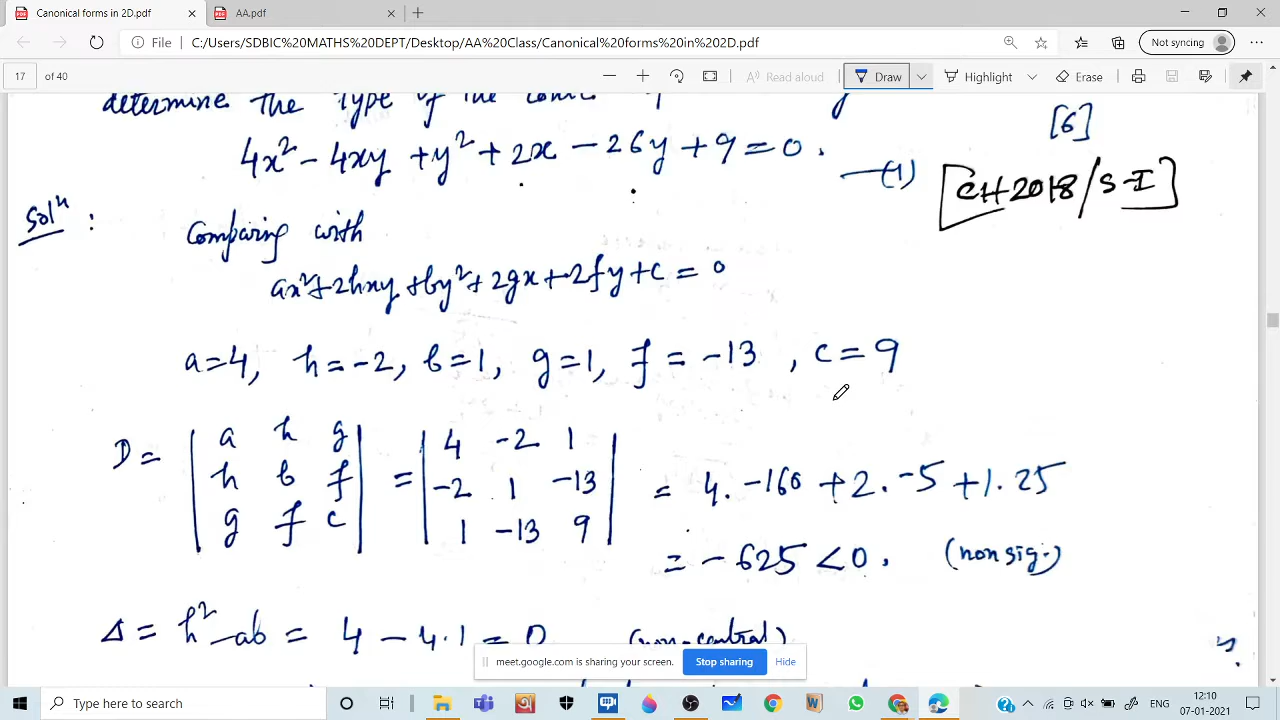 Canonical forms in 2D.pdf
AA.pdf
File C:/Users/SDBIC%20MATHS%20DEPT/Desktop/AA%20Class/Canonical%20forms%20in%202D.pdf
Not syncing
17 of 40
Read aloud
Draw
Highlight
Erase
determine the Type of the conic
[6]
4x² - 4xy + y² + 2x - 26y + 9 = 0 . —(1)
[CH 2018/S-I]
Solⁿ :
Comparing with
ax²+2hxy+by²+2gx+2fy+c = 0
a=4, h=-2, b=1, g=1, f = -13 , c = 9
D = | a h g | = | 4 -2 1 | = 4. -160 + 2. -5 + 1. 25
| h b f | | -2 1 -13 |
| g f c | | 1 -13 9 |
= - 625 < 0 . (non sig.)
Δ = h² - ab = 4 - 4.1 = 0 (non-central)
meet.google.com is sharing your screen.
Stop sharing
Hide
Type here to search
12:10
07-01-2021